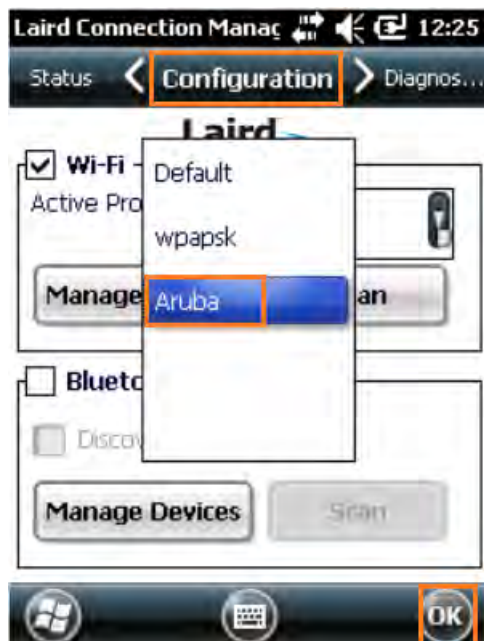 Laird Connection Manag 12:25
Status Configuration Diagnos...
Laird
Wi-Fi
Default
Active Pro
wpapsk
Manage
Aruba
an
Blueto
Discov
Manage Devices Scan
OK